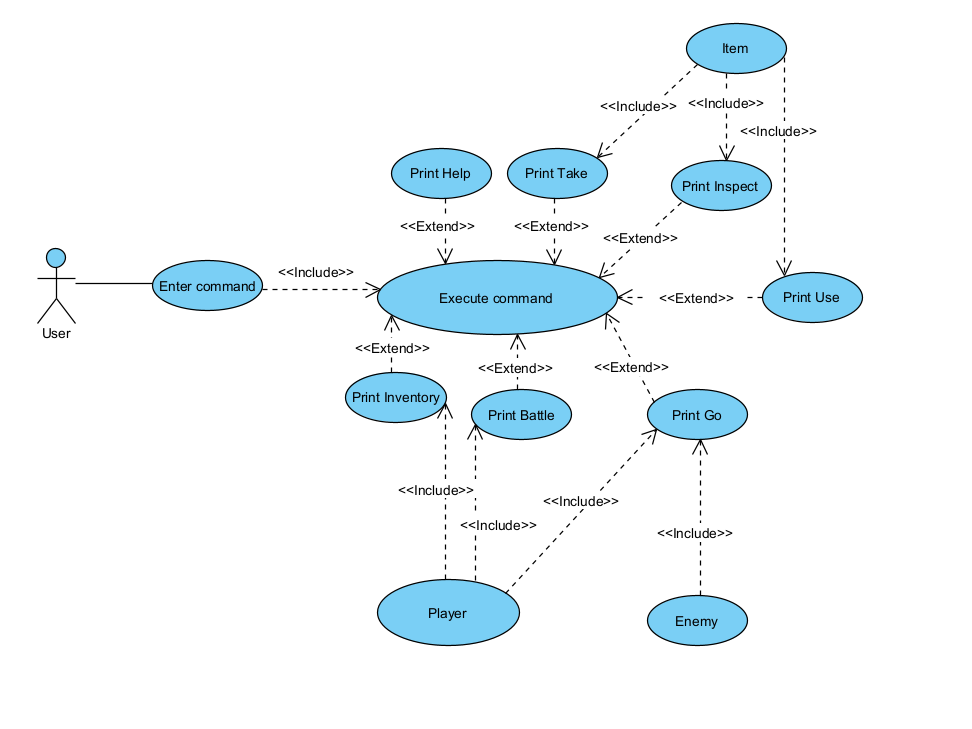 Item
<<Include>>
<<Include>>
<<Include>>
Print Help
Print Take
Print Inspect
<<Extend>>
<<Extend>>
<<Extend>>
<<Include>>
Enter command
Execute command
<<Extend>>
Print Use
User
<<Extend>>
<<Extend>>
<<Extend>>
Print Inventory
Print Battle
Print Go
<<Include>>
<<Include>>
<<Include>>
<<Include>>
Player
Enemy